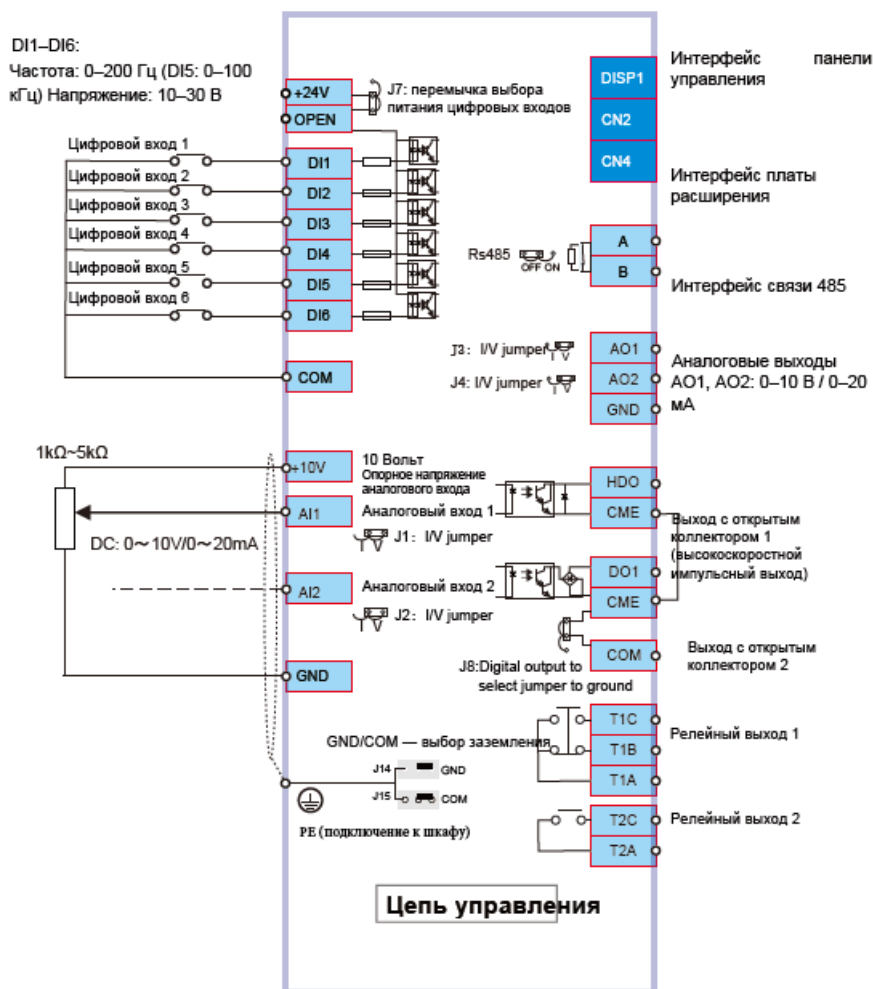 DI1–DI6:
Частота: 0–200 Гц (DI5: 0–100
кГц) Напряжение: 10–30 В
+24V
OPEN
J7: перемычка выбора
питания цифровых входов
Цифровой вход 1
DI1
Цифровой вход 2
DI2
Цифровой вход 3
DI3
Цифровой вход 4
DI4
Цифровой вход 5
DI5
Цифровой вход 6
DI6
COM
DISP1
CN2
CN4
Интерфейс панели
управления
Интерфейс платы
расширения
Rs485
OFF ON
A
B
Интерфейс связи 485
J3: I/V jumper
I V
J4: I/V jumper
I V
AO1
AO2
GND
Аналоговые выходы
AO1, AO2: 0–10 В / 0–20
мА
1kΩ~5kΩ
+10V
10 Вольт
Опорное напряжение
аналогового входа
AI1
Аналоговый вход 1
I V
J1: I/V jumper
DC: 0～10V/0～20mA
AI2
Аналоговый вход 2
I V
J2: I/V jumper
GND
HDO
CME
Выход с открытым
коллектором 1
(высокоскоростной
импульсный выход)
DO1
CME
COM
J8:Digital output to
select jumper to ground
Выход с открытым
коллектором 2
GND/COM — выбор заземления
J14
GND
J15
COM
PE (подключение к шкафу)
T1C
T1B
T1A
Релейный выход 1
T2C
T2A
Релейный выход 2
Цепь управления